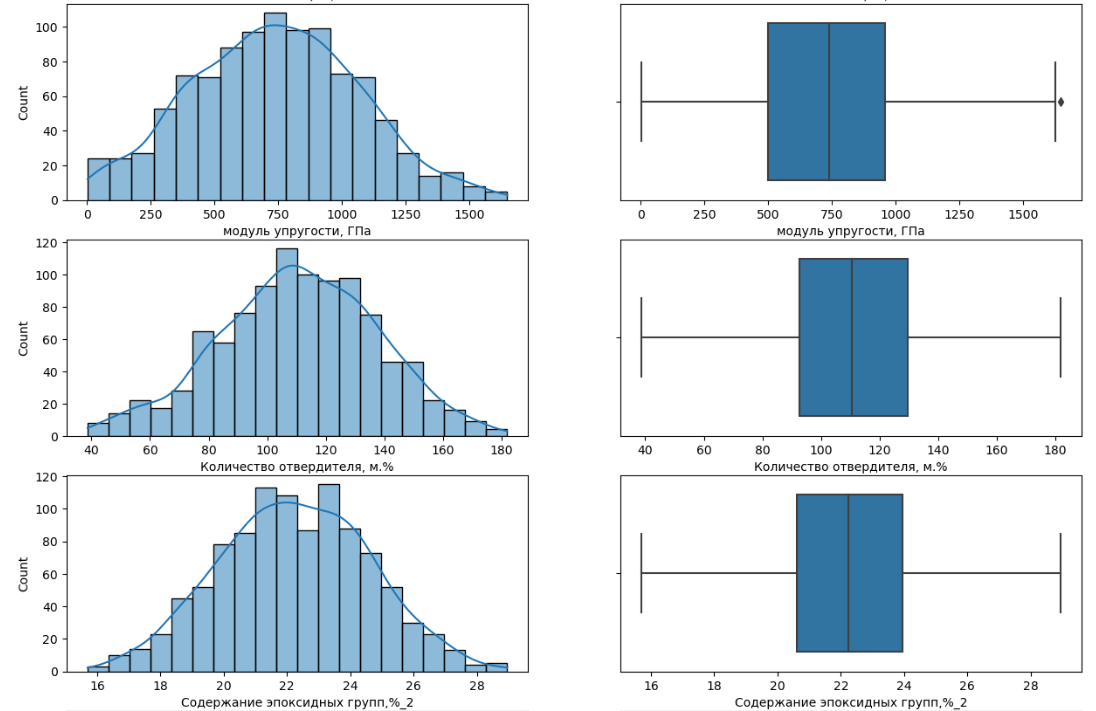 100
80
60
40
20
0
Count
0 250 500 750 1000 1250 1500
модуль упругости, ГПа
0 250 500 750 1000 1250 1500
модуль упругости, ГПа
120
100
80
60
40
20
0
Count
40 60 80 100 120 140 160 180
Количество отвердителя, м.%
40 60 80 100 120 140 160 180
Количество отвердителя, м.%
120
100
80
60
40
20
0
Count
16 18 20 22 24 26 28
Содержание эпоксидных групп,%_2
16 18 20 22 24 26 28
Содержание эпоксидных групп,%_2